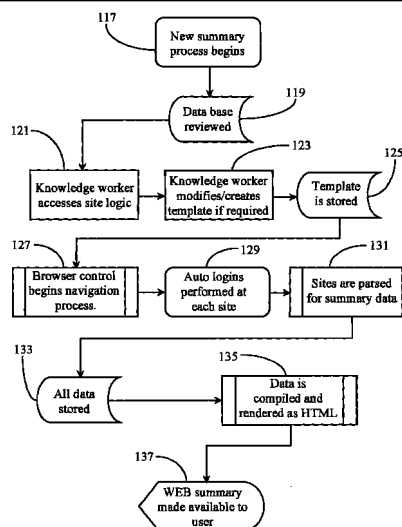 117
New summary
process begins
Data base
reviewed
119
121
123
125
Knowledge worker
accesses site logic
Knowledge worker
modifies/creates
template if required
Template
is stored
127
129
131
Browser control
begins navigation
process.
Auto logins
performed at
each site
Sites are parsed
for summary data
133
135
All data
stored
Data is
compiled and
rendered as HTML
137
WEB summary
made available to
user